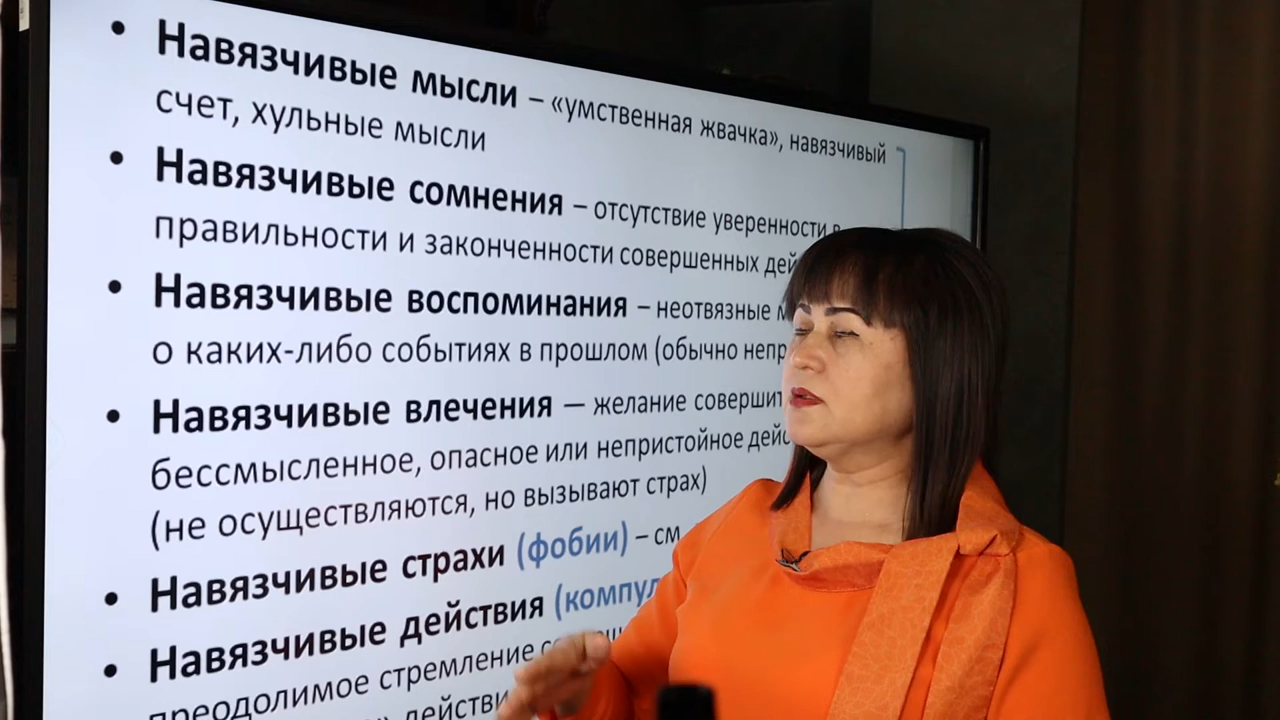 • Навязчивые мысли – «умственная жвачка», навязчивый
счет, хульные мысли
• Навязчивые сомнения – отсутствие уверенности в
правильности и законченности совершенных
• Навязчивые воспоминания – неотвязные
о каких-либо событиях в прошлом (обычно
• Навязчивые влечения — желание
бессмысленное, опасное или непристойное
(не осуществляются, но вызывают страх)
• Навязчивые страхи (фобии) – см
• Навязчивые действия
преодолимое стремление